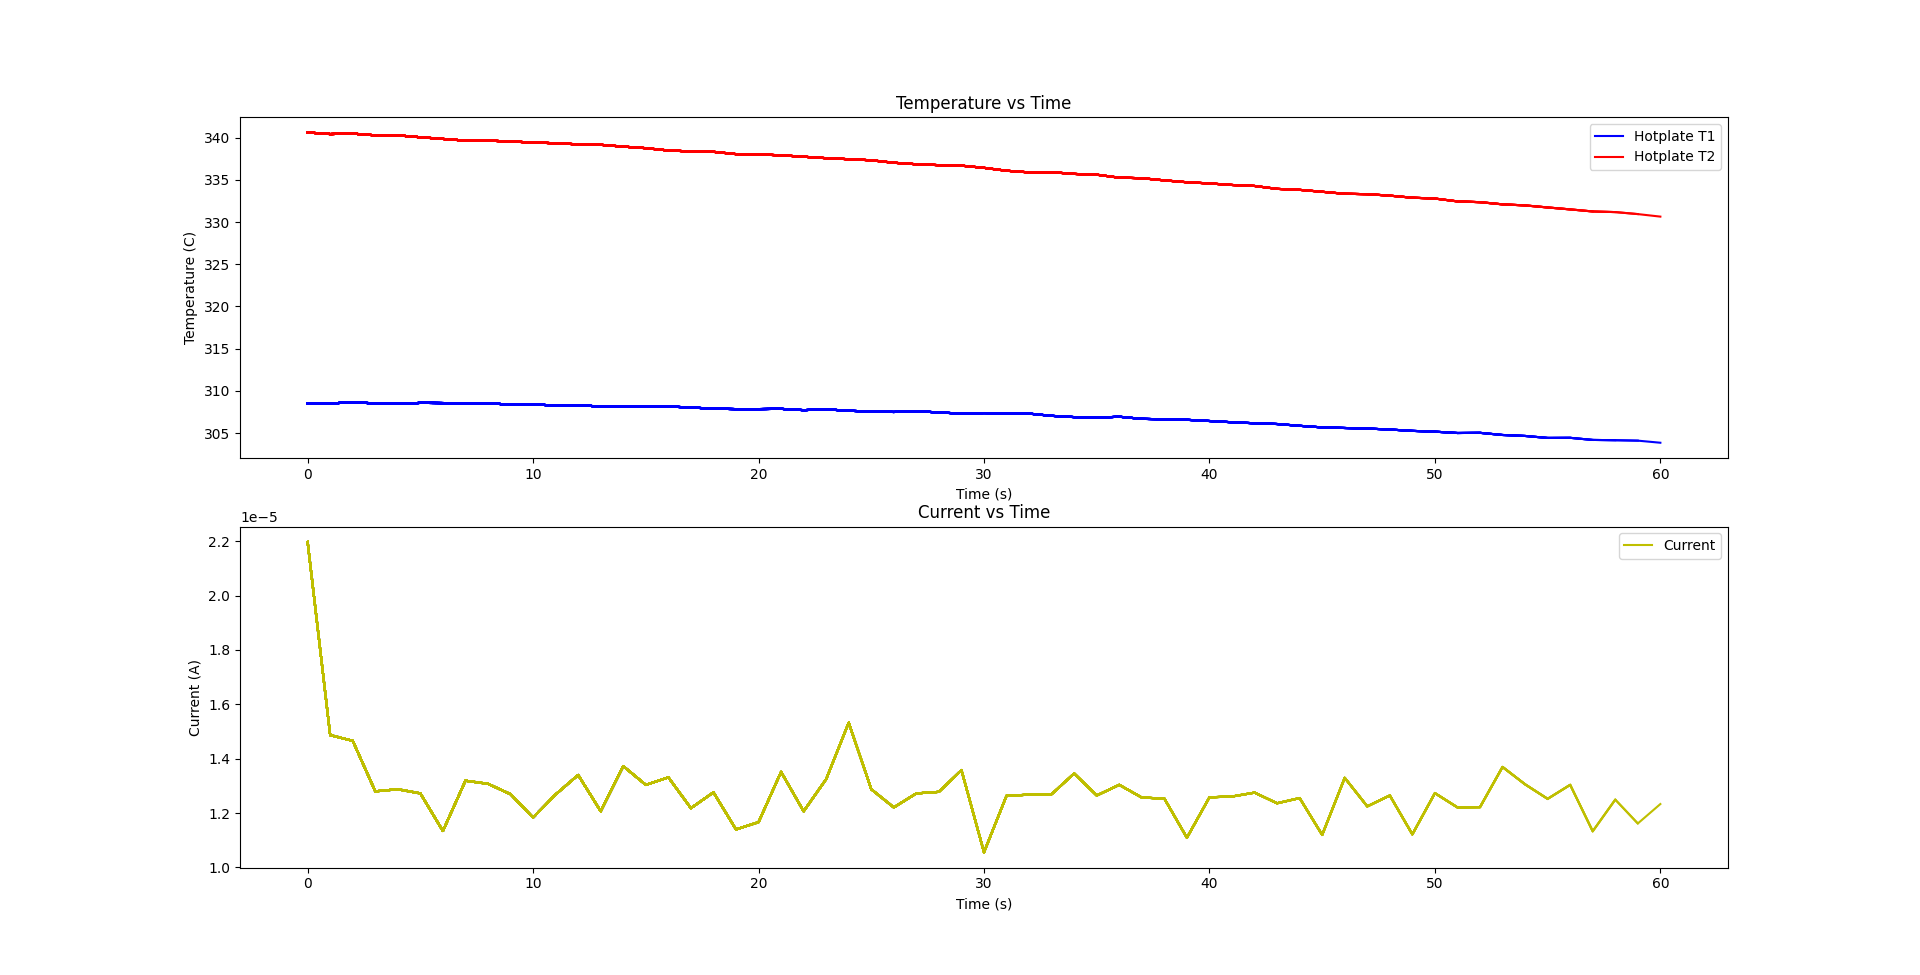 Temperature vs Time
Temperature (C)
340
335
330
325
320
315
310
305
Hotplate T1
Hotplate T2
0 10 20 30 40 50 60
Time (s)
Current vs Time
1e−5
Current (A)
2.2
2.0
1.8
1.6
1.4
1.2
1.0
Current
0 10 20 30 40 50 60
Time (s)